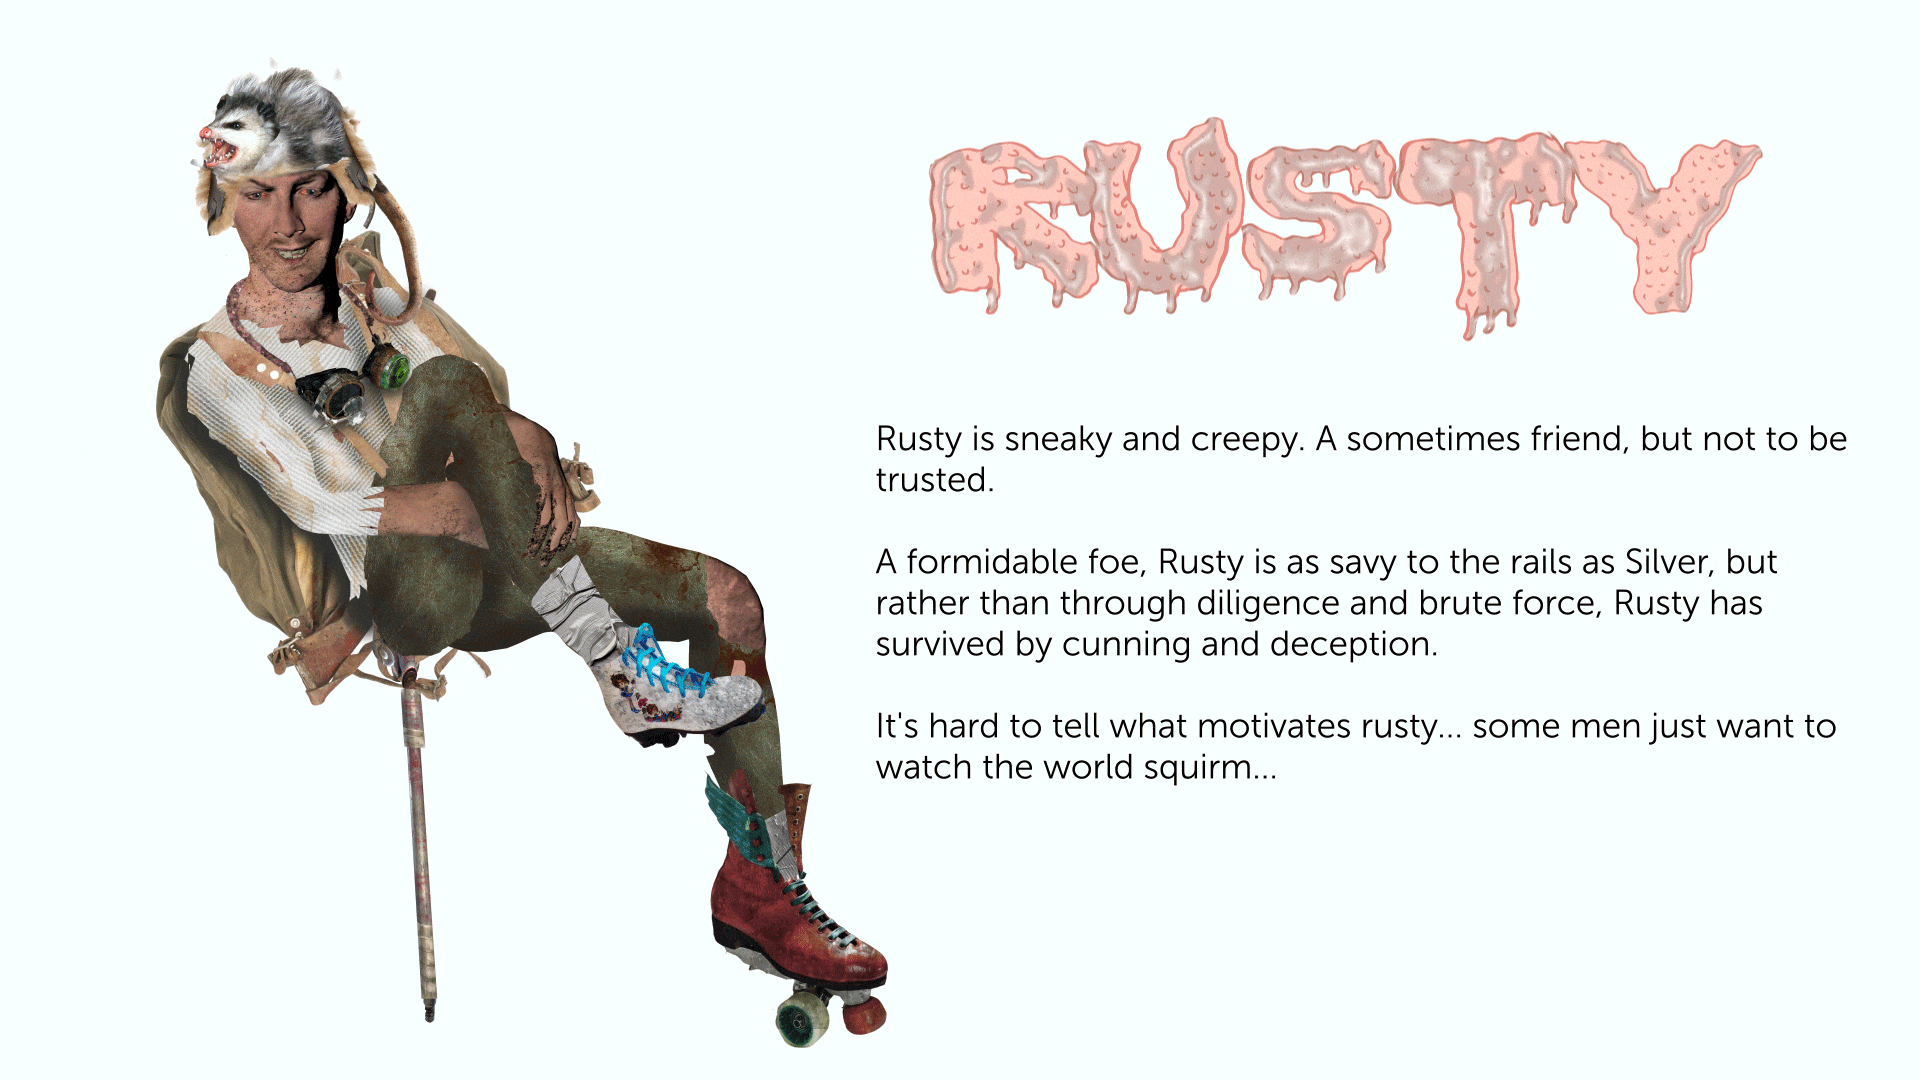 RUSTY
Rusty is sneaky and creepy. A sometimes friend, but not to be
trusted.
A formidable foe, Rusty is as savy to the rails as Silver, but
rather than through diligence and brute force, Rusty has
survived by cunning and deception.
It's hard to tell what motivates rusty... some men just want to
watch the world squirm...